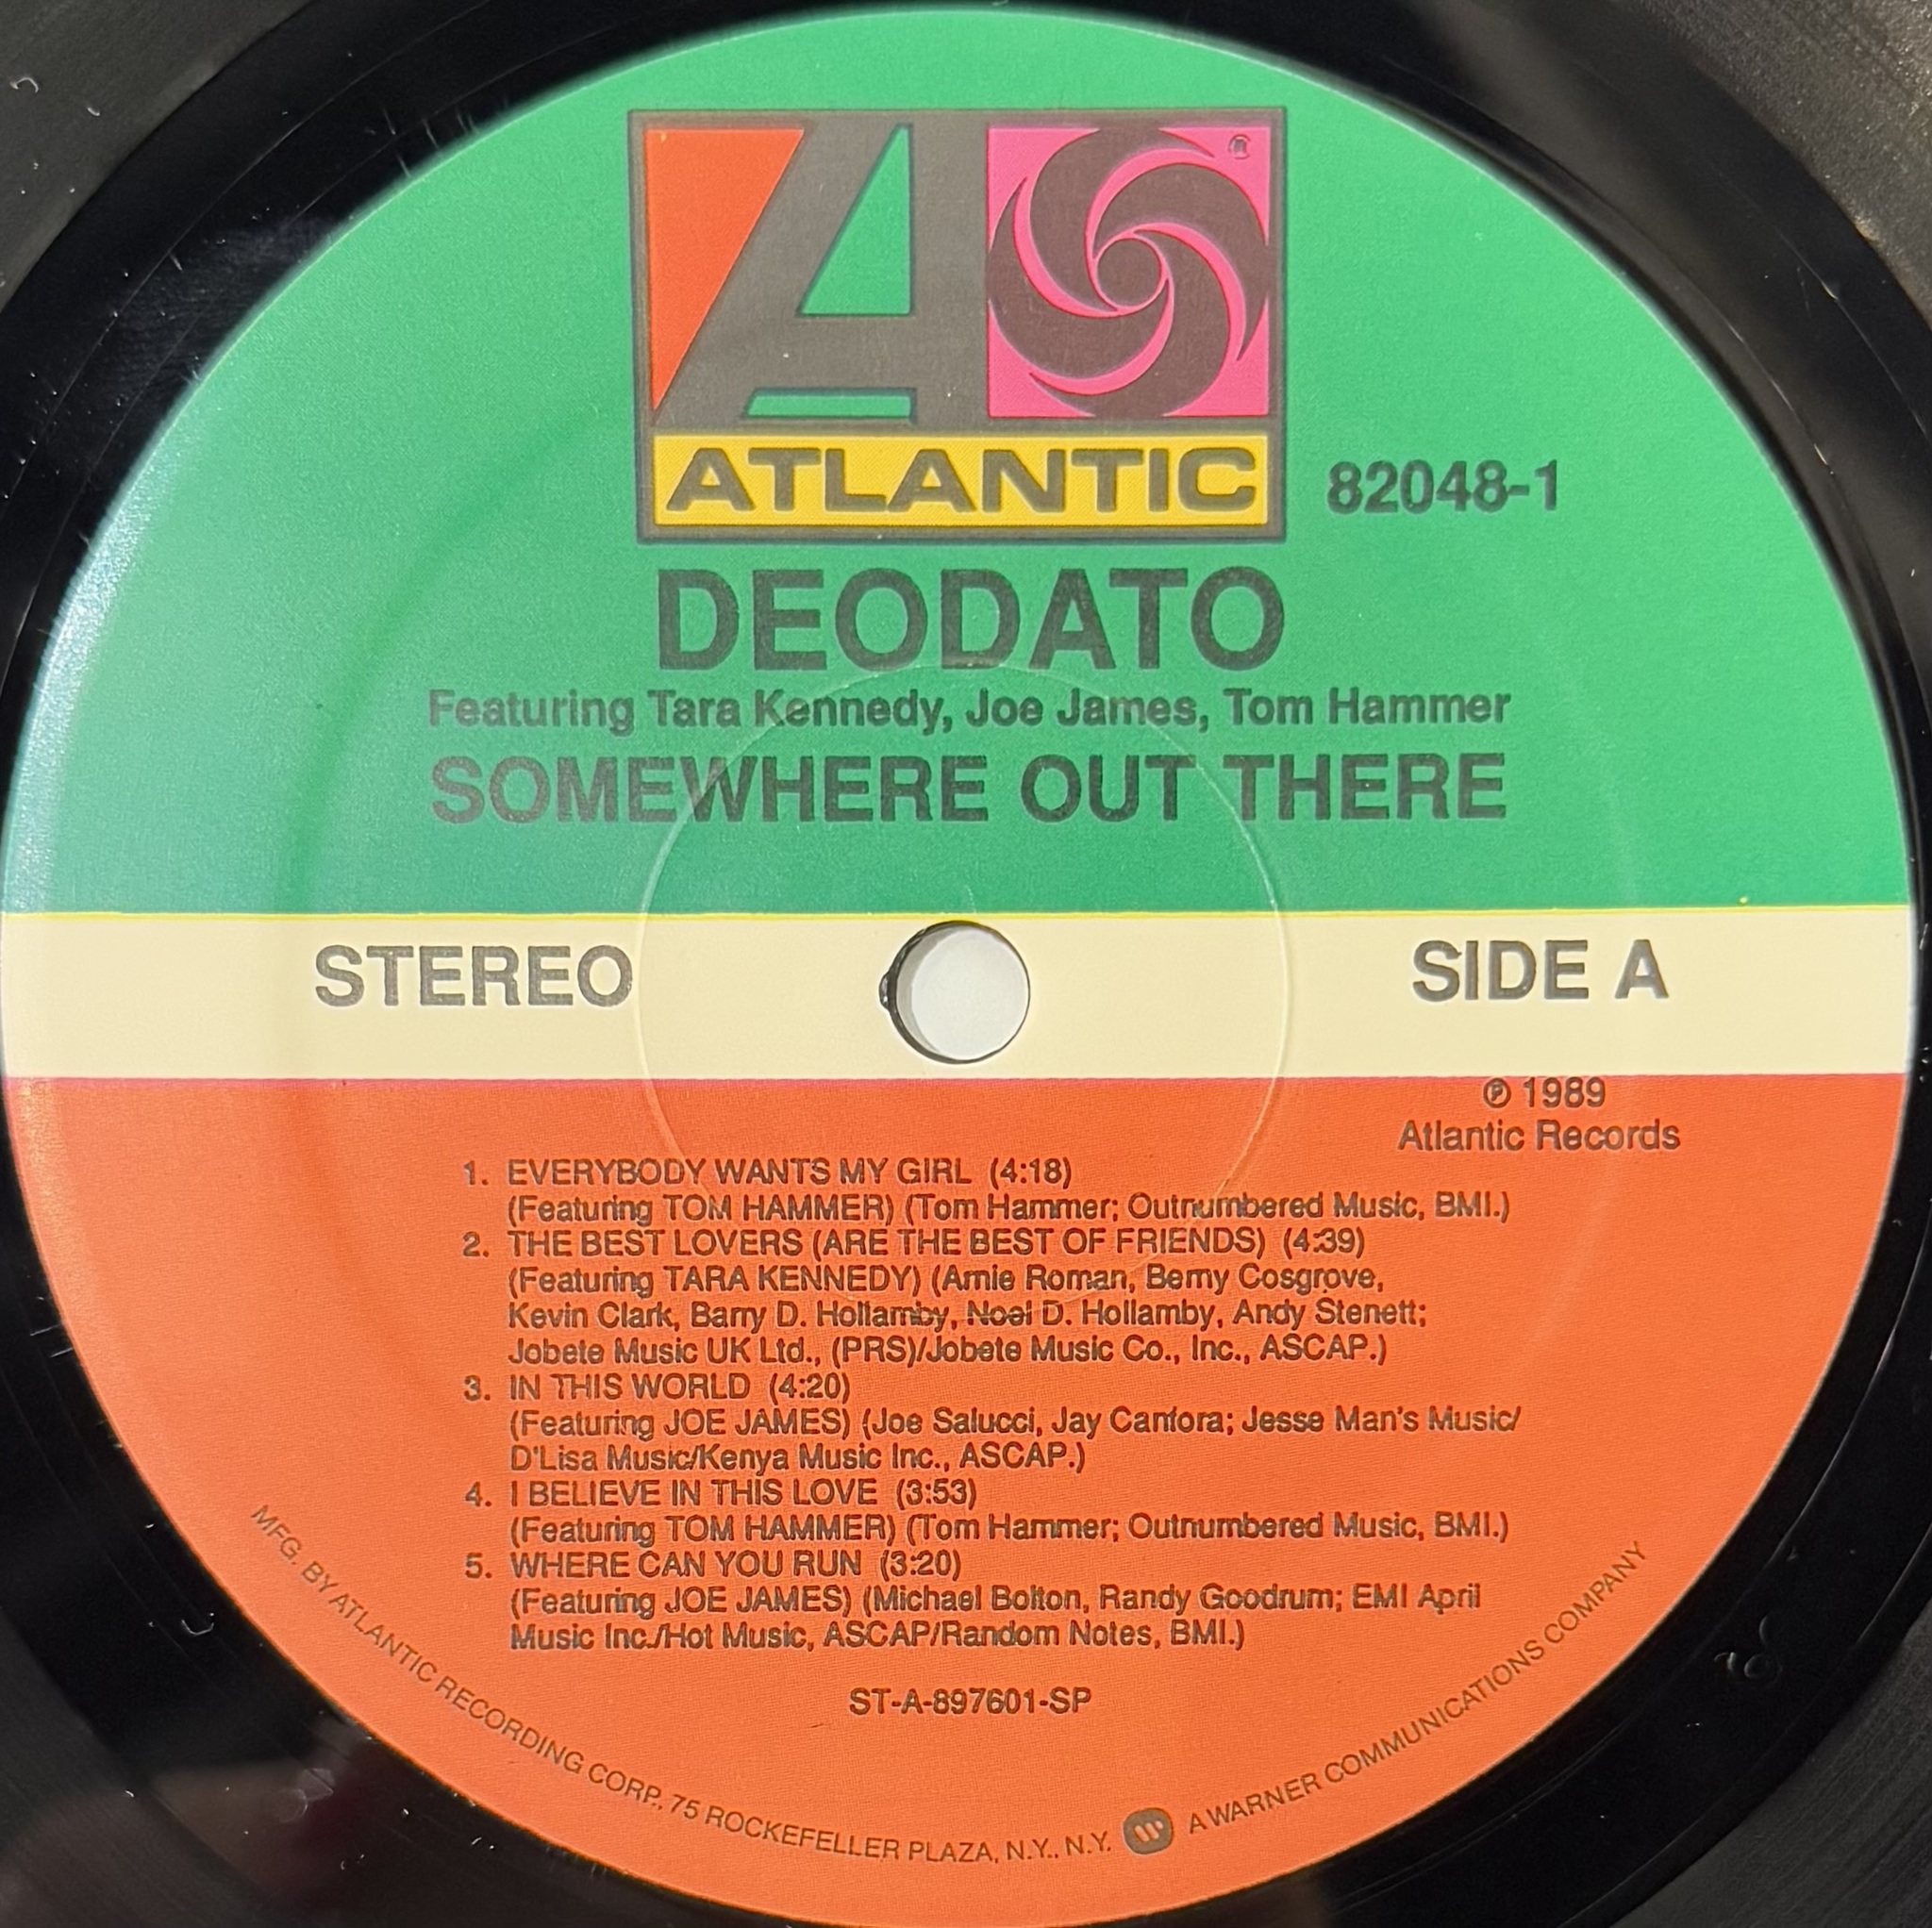 ®
ATLANTIC
82048-1
DEODATO
Featuring Tara Kennedy, Joe James, Tom Hammer
SOMEWHERE OUT THERE
STEREO
SIDE A
℗ 1989
Atlantic Records
1. EVERYBODY WANTS MY GIRL (4:18)
(Featuring TOM HAMMER) (Tom Hammer; Outnumbered Music, BMI.)
2. THE BEST LOVERS (ARE THE BEST OF FRIENDS) (4:39)
(Featuring TARA KENNEDY) (Arnie Roman, Berny Cosgrove,
Kevin Clark, Barry D. Hollamby, Noel D. Hollamby, Andy Stenett;
Jobete Music UK Ltd., (PRS)/Jobete Music Co., Inc., ASCAP.)
3. IN THIS WORLD (4:20)
(Featuring JOE JAMES) (Joe Salucci, Jay Canfora; Jesse Man's Music/
D'Lisa Music/Kenya Music Inc., ASCAP.)
4. I BELIEVE IN THIS LOVE (3:53)
(Featuring TOM HAMMER) (Tom Hammer; Outnumbered Music, BMI.)
5. WHERE CAN YOU RUN (3:20)
(Featuring JOE JAMES) (Michael Bolton, Randy Goodrum; EMI April
Music Inc./Hot Music, ASCAP/Random Notes, BMI.)
ST-A-897601-SP
MFG. BY ATLANTIC RECORDING CORP., 75 ROCKEFELLER PLAZA, N.Y., N.Y. A WARNER COMMUNICATIONS COMPANY